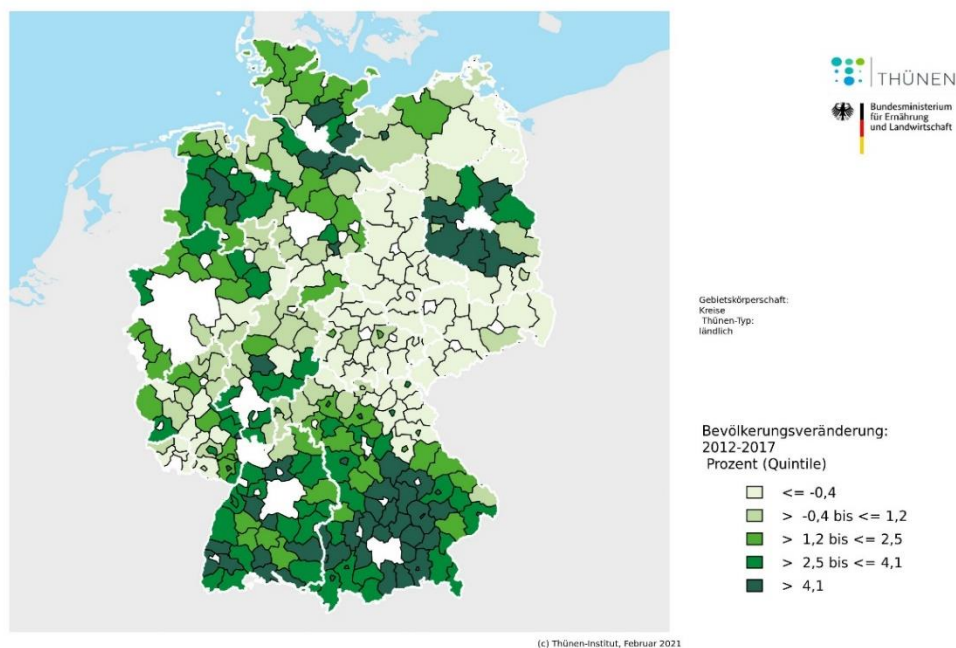 THÜNEN
Bundesministerium
für Ernährung
und Landwirtschaft
Gebietskörperschaft:
Kreise
Thünen-Typ:
ländlich
Bevölkerungsveränderung:
2012-2017
Prozent (Quintile)
<= -0,4
> -0,4 bis <= 1,2
> 1,2 bis <= 2,5
> 2,5 bis <= 4,1
> 4,1
(c) Thünen-Institut, Februar 2021